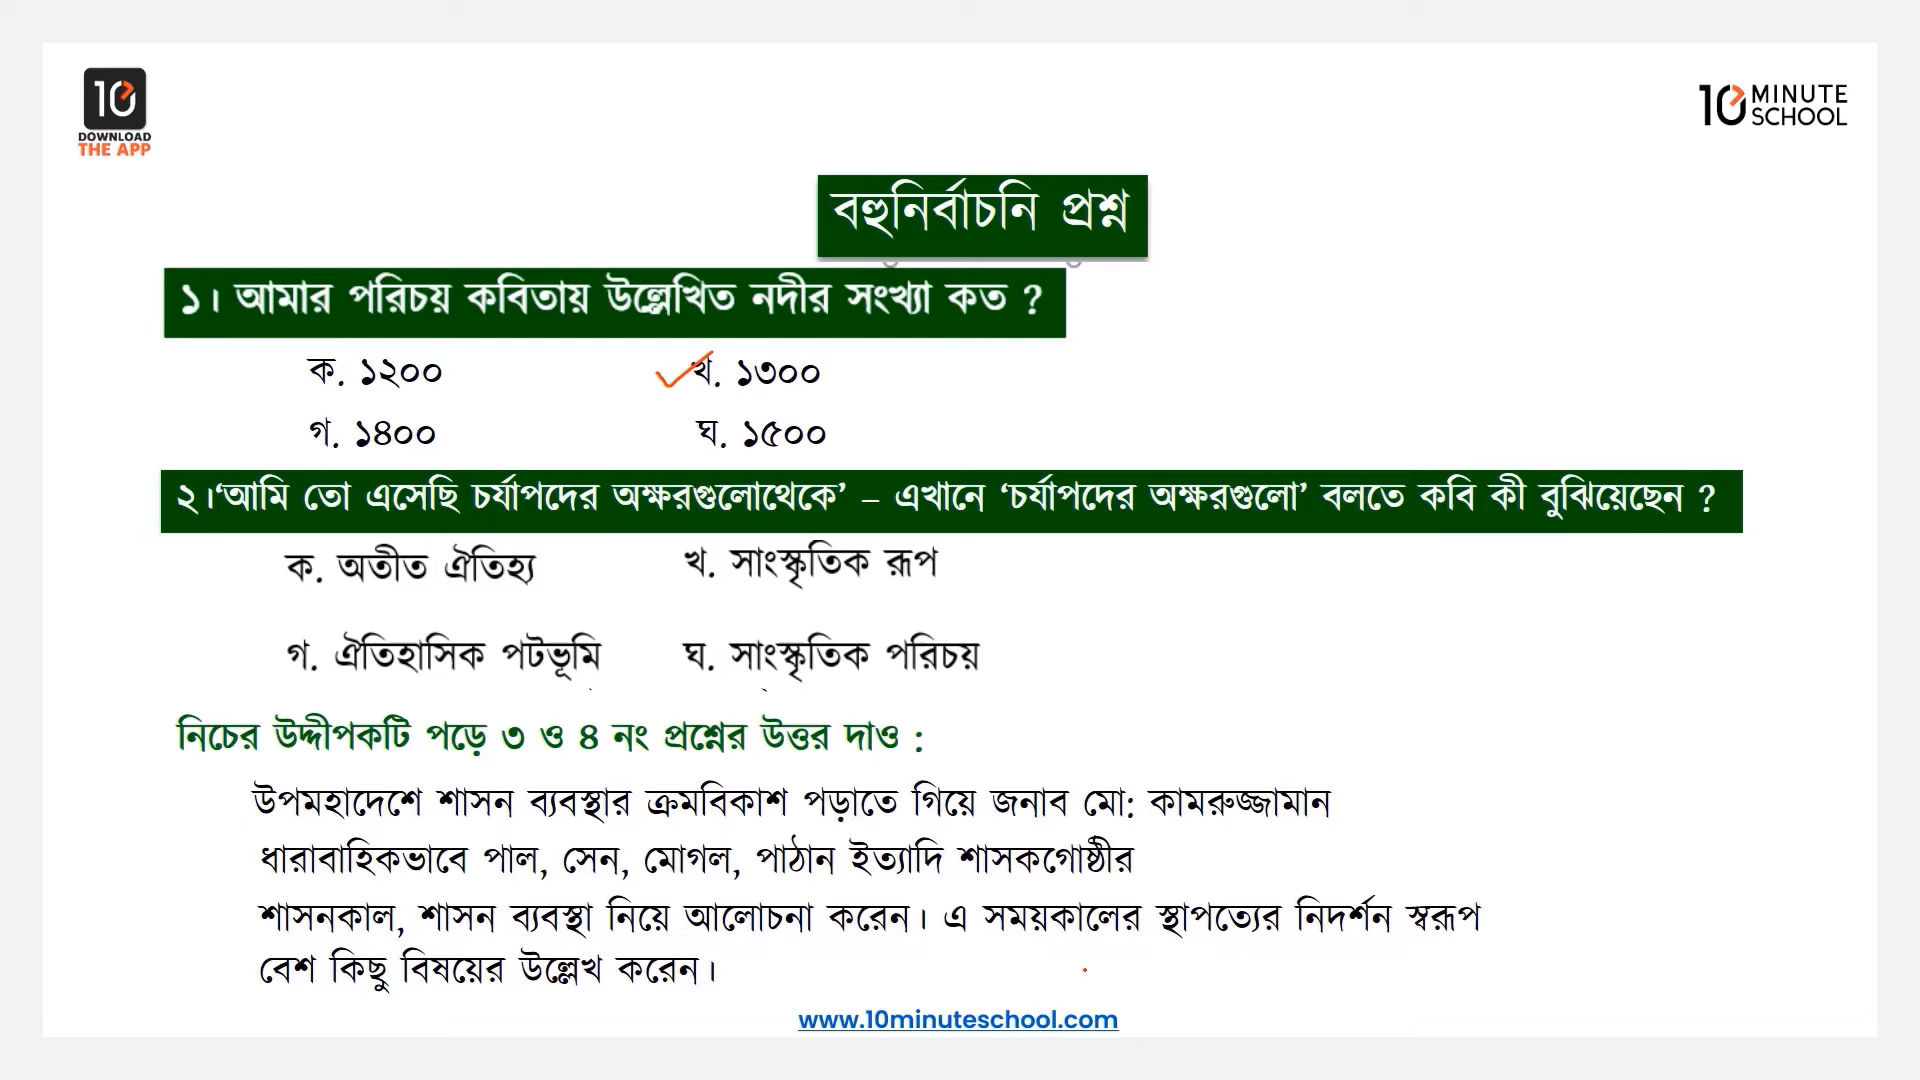 10
DOWNLOAD
THE APP
10 MINUTE
SCHOOL
বহুনির্বাচনি প্রশ্ন
১। আমার পরিচয় কবিতায় উল্লেখিত নদীর সংখ্যা কত ?
ক. ১২০০ খ. ১৩০০
গ. ১৪০০ ঘ. ১৫০০
২।‘আমি তো এসেছি চর্যাপদের অক্ষরগুলোথেকে’ – এখানে ‘চর্যাপদের অক্ষরগুলো’ বলতে কবি কী বুঝিয়েছেন ?
ক. অতীত ঐতিহ্য খ. সাংস্কৃতিক রূপ
গ. ঐতিহাসিক পটভূমি ঘ. সাংস্কৃতিক পরিচয়
নিচের উদ্দীপকটি পড়ে ৩ ও ৪ নং প্রশ্নের উত্তর দাও :
উপমহাদেশে শাসন ব্যবস্থার ক্রমবিকাশ পড়াতে গিয়ে জনাব মো: কামরুজ্জামান
ধারাবাহিকভাবে পাল, সেন, মোগল, পাঠান ইত্যাদি শাসকগোষ্ঠীর
শাসনকাল, শাসন ব্যবস্থা নিয়ে আলোচনা করেন। এ সময়কালের স্থাপত্যের নিদর্শন স্বরূপ
বেশ কিছু বিষয়ের উল্লেখ করেন।
www.10minuteschool.com